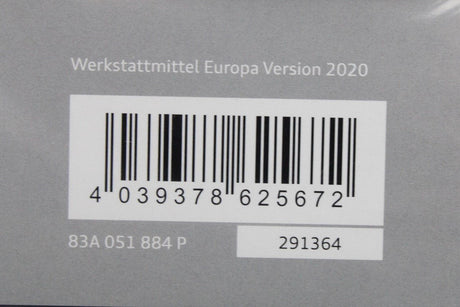 Werkstattmittel Europa Version 2020
4 039378 625672
83A 051 884 P 291364